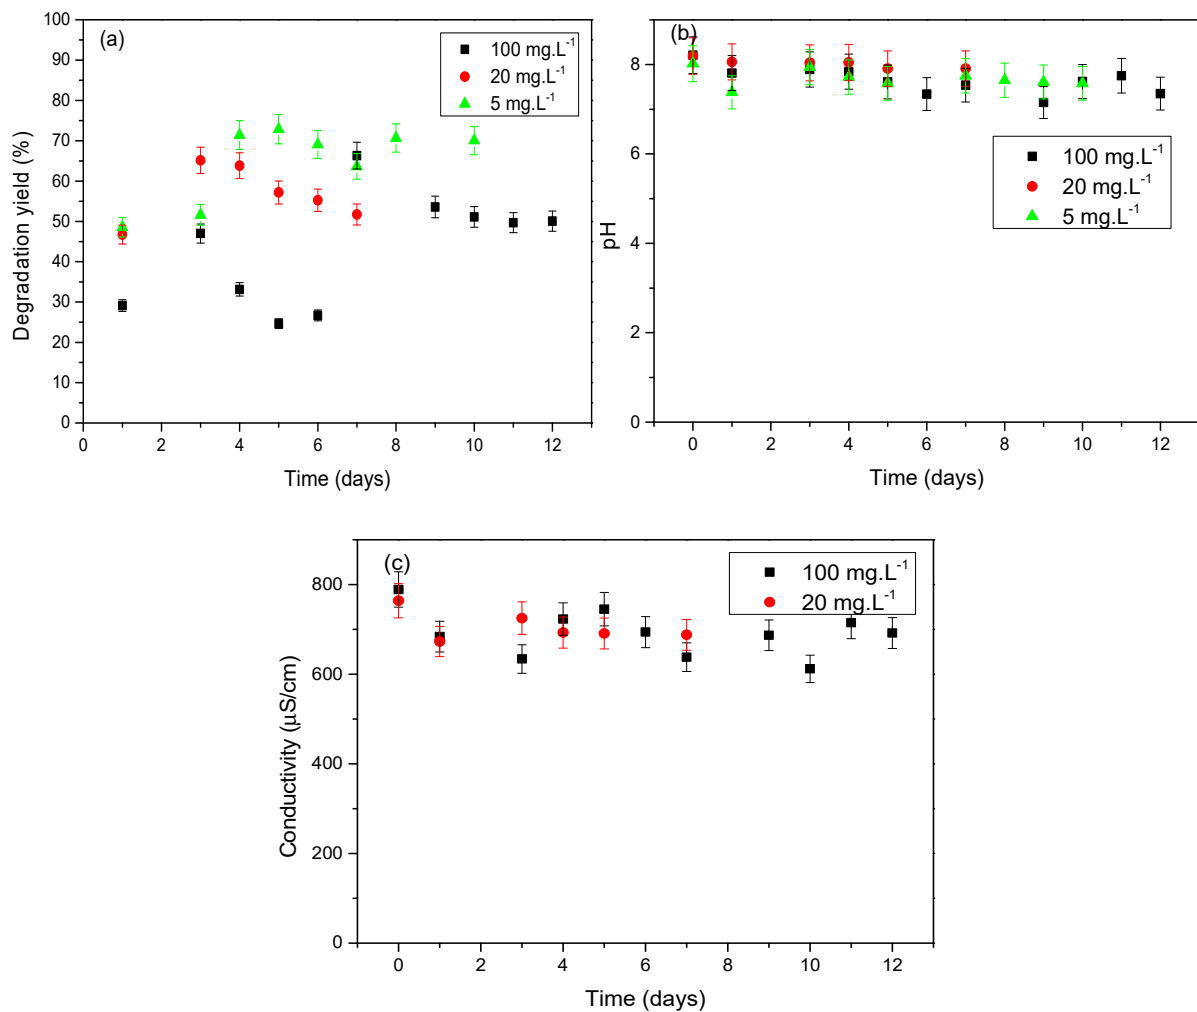 (a)
100 mg.L-1
20 mg.L-1
5 mg.L-1
Degradation yield (%)
100
90
80
70
60
50
40
30
20
10
0
0 2 4 6 8 10 12
Time (days)
(b)
100 mg.L-1
20 mg.L-1
5 mg.L-1
pH
8
6
4
2
0
0 2 4 6 8 10 12
Time (days)
(c)
100 mg.L-1
20 mg.L-1
Conductivity (μS/cm)
800
600
400
200
0
0 2 4 6 8 10 12
Time (days)